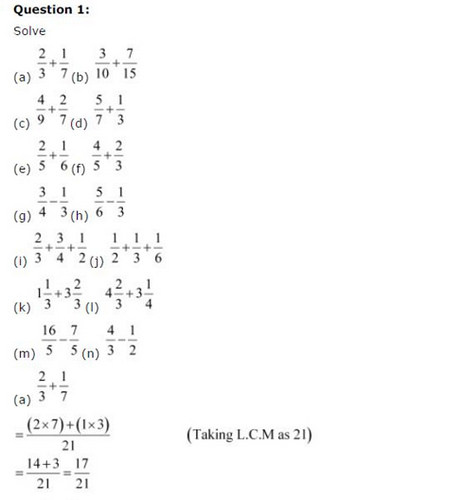 Question 1:
Solve
(a) 2/3 + 1/7 (b) 3/10 + 7/15
(c) 4/9 + 2/7 (d) 5/7 + 1/3
(e) 2/5 + 1/6 (f) 4/5 + 2/3
(g) 3/4 − 1/3 (h) 5/6 − 1/3
(i) 2/3 + 3/4 + 1/2 (j) 1/2 + 1/3 + 1/6
(k) 1 1/3 + 3 2/3 (l) 4 2/3 + 3 1/4
(m) 16/5 − 7/5 (n) 4/3 − 1/2
(a) 2/3 + 1/7
= (2×7)+(1×3)/21 (Taking L.C.M as 21)
= 14+3/21 = 17/21